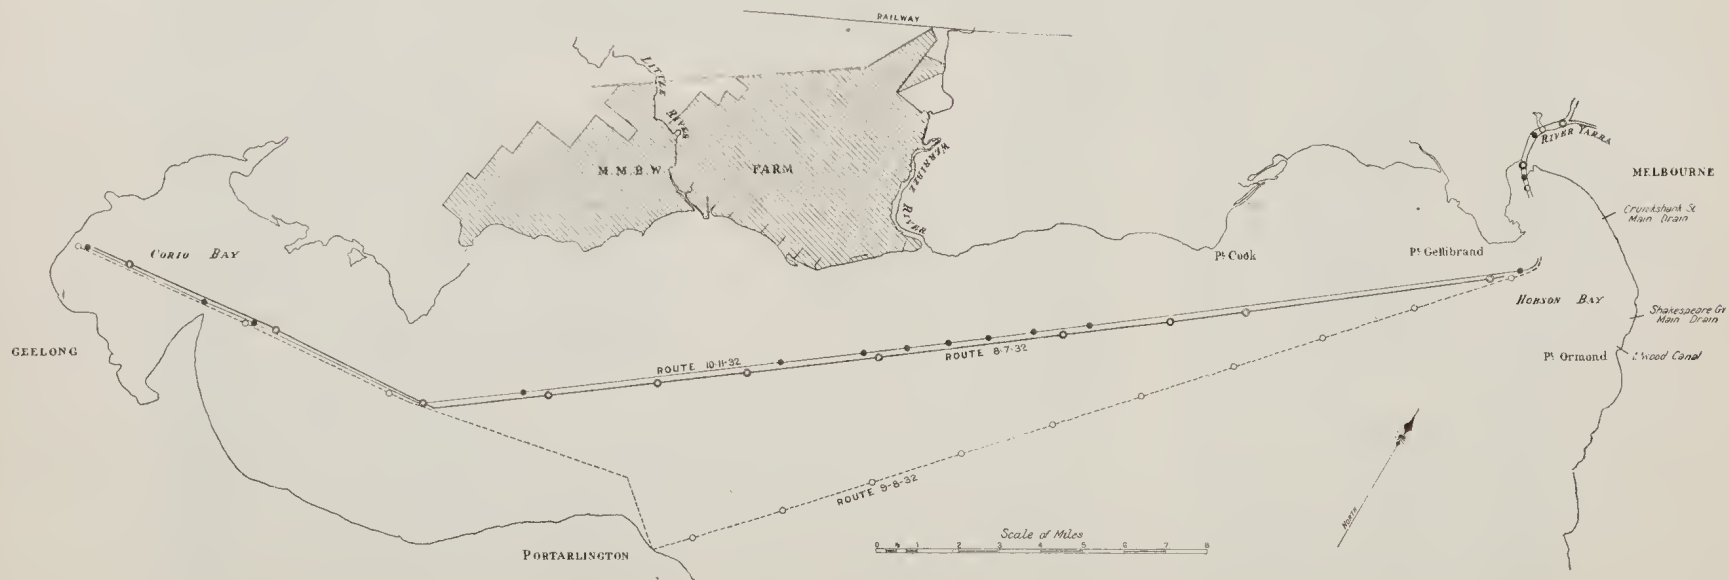 RAILWAY
LITTLE RIVER
M.M.B.W. FARM
WERRIBEE RIVER
RIVER YARRA
MELBOURNE
Cruikshank St
Main Drain
CORIO BAY
Pt Cook
Pt Gellibrand
HOBSON BAY
Shakespeare Gr
Main Drain
GEELONG
Pt ORMOND
E'wood Canal
ROUTE 10-11-32
ROUTE 8-7-32
ROUTE 9-8-32
NORTH
Scale of Miles
0 1 2 3 4 5 6 8
PORTARLINGTON